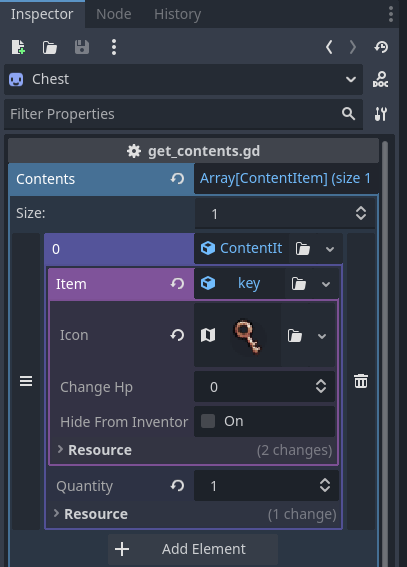 Inspector Node History
Chest
DOC
Filter Properties
get_contents.gd
Contents Array[ContentItem] (size 1
Size: 1
0 ContentIt
Item key
Icon
Change Hp 0
Hide From Inventor On
Resource (2 changes)
Quantity 1
Resource (1 change)
Add Element